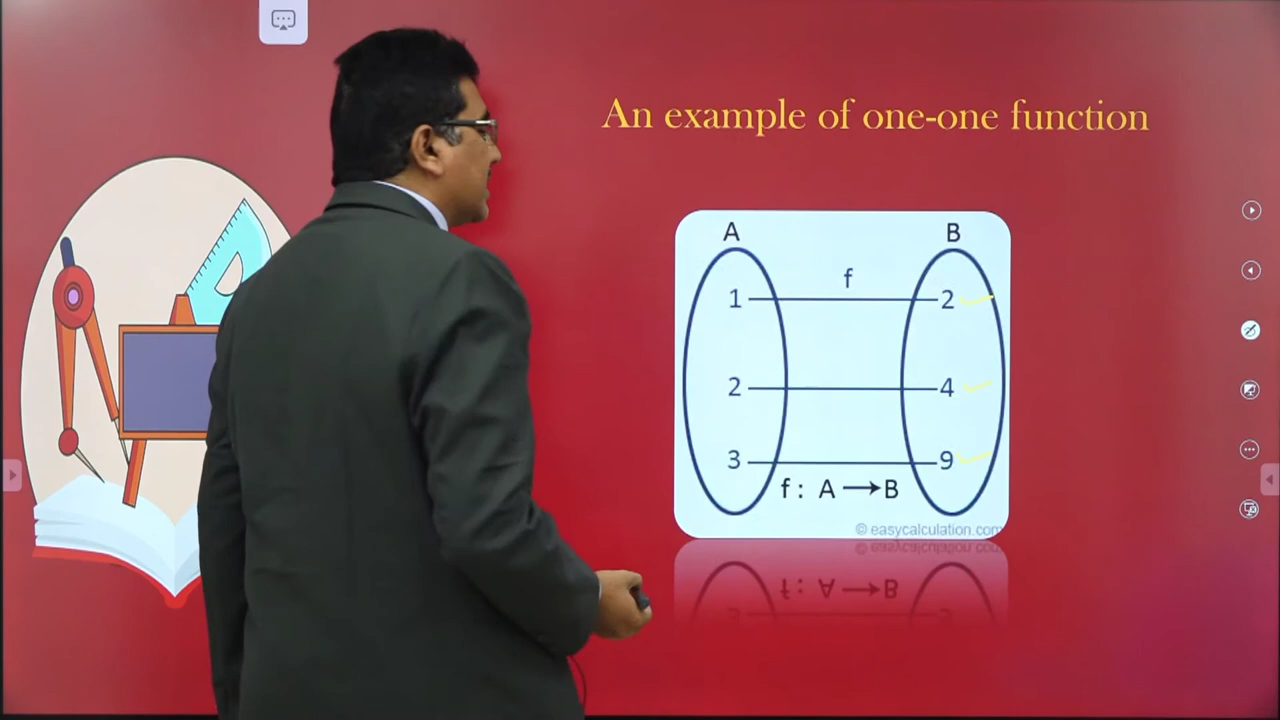 An example of one-one function
A B
f
1 2
2 4
3 9
f : A → B
© easycalculation.com